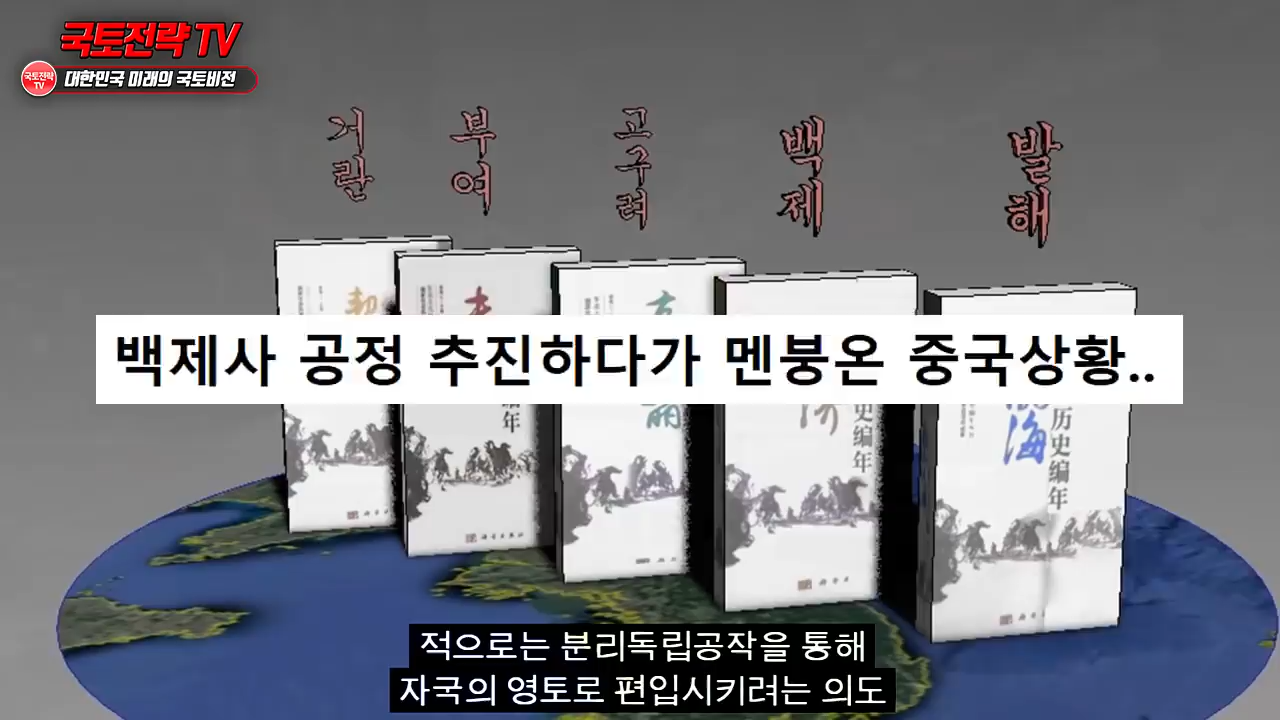 국토전략 TV
국토전략
TV
대한민국 미래의 국토비전
거란
부여
고구려
백제
발해
백제사 공정 추진하다가 멘붕온 중국상황..
编年
史编年
海
历史编年
적으로는 분리독립공작을 통해
자국의 영토로 편입시키려는 의도